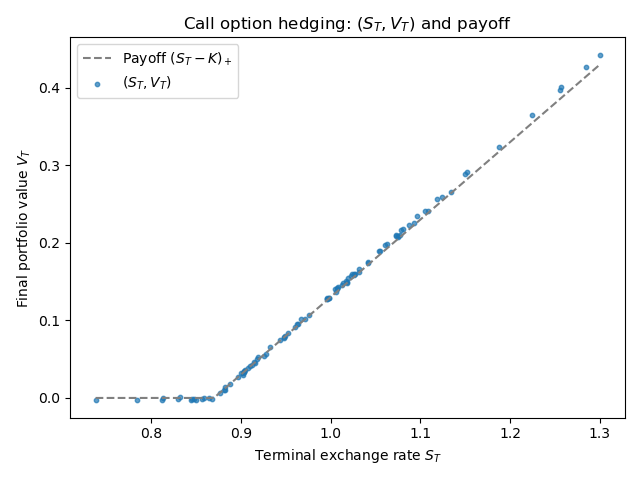 Call option hedging: (S_T, V_T) and payoff
Payoff (S_T − K)_+
(S_T, V_T)
Final portfolio value V_T
0.4
0.3
0.2
0.1
0.0
0.8
0.9
1.0
1.1
1.2
1.3
Terminal exchange rate S_T